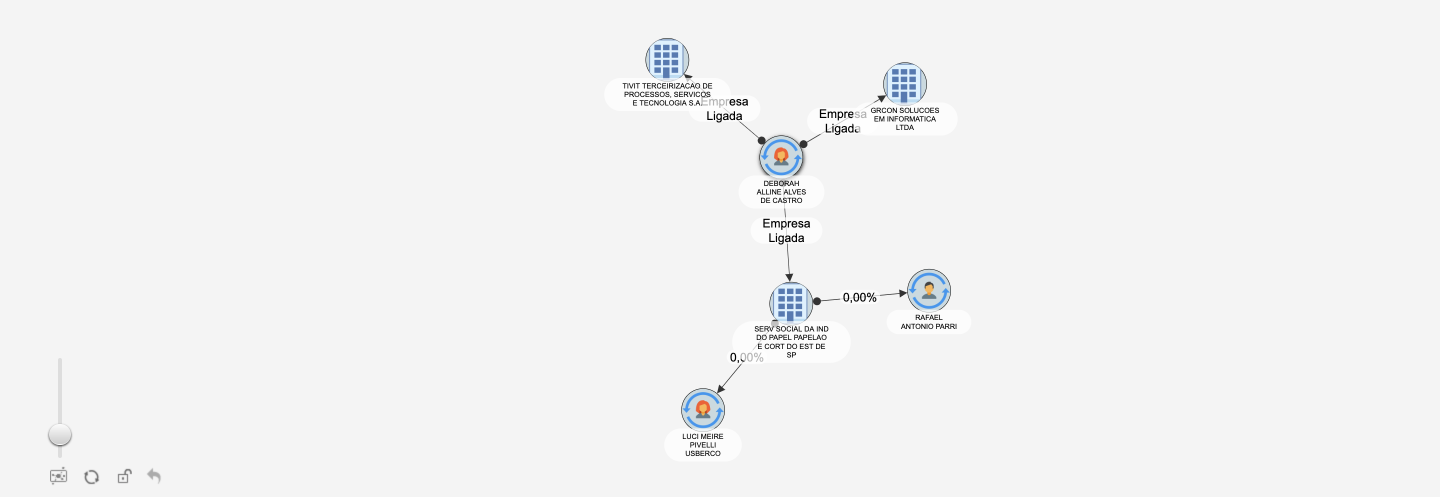 TIVIT TERCEIRIZACAO DE
PROCESSOS, SERVICOS
E TECNOLOGIA S.A.
Empresa
Ligada
Empresa
Ligada
GRCON SOLUCOES
EM INFORMATICA
LTDA
DEBORAH
ALLINE ALVES
DE CASTRO
Empresa
Ligada
0,00%
RAFAEL
ANTONIO PARRI
SERV SOCIAL DA IND
DO PAPEL PAPELAO
E CORT DO EST DE
SP
0,00%
LUCI MEIRE
PIVELLI
USBERCO